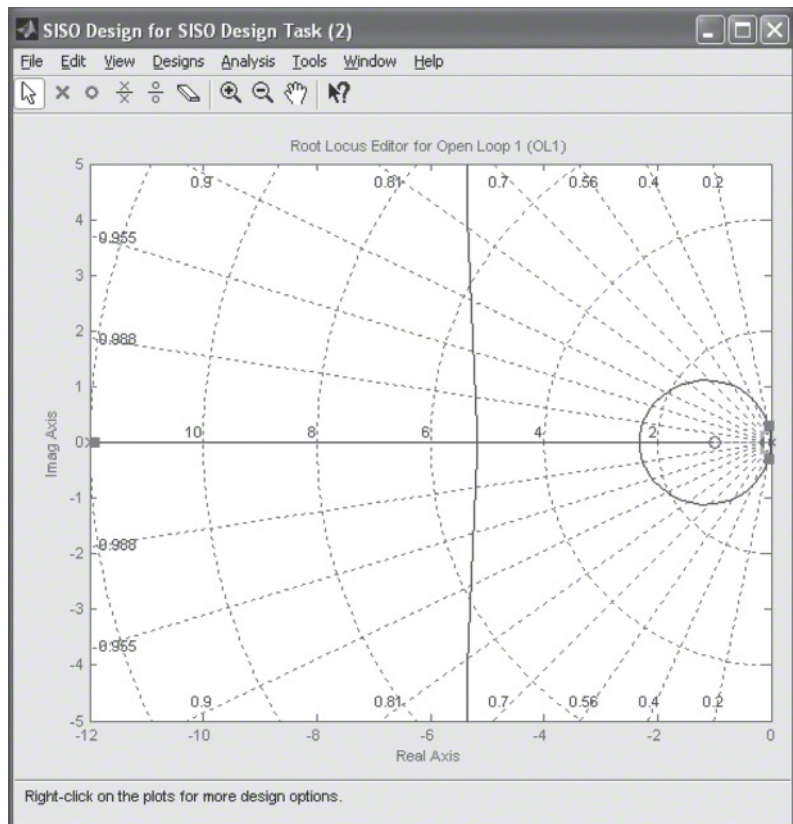 SISO Design for SISO Design Task (2)
File Edit View Designs Analysis Tools Window Help
Root Locus Editor for Open Loop 1 (OL1)
5
0.9 0.81 0.7 0.56 0.4 0.2
4
0.955
3
2
0.988
1
10 8 6 4 2
0
Imag Axis
-1
0.988
-2
-3
0.955
-4
0.9 0.81 0.7 0.56 0.4 0.2
-5
-12 -10 -8 -6 -4 -2 0
Real Axis
Right-click on the plots for more design options.